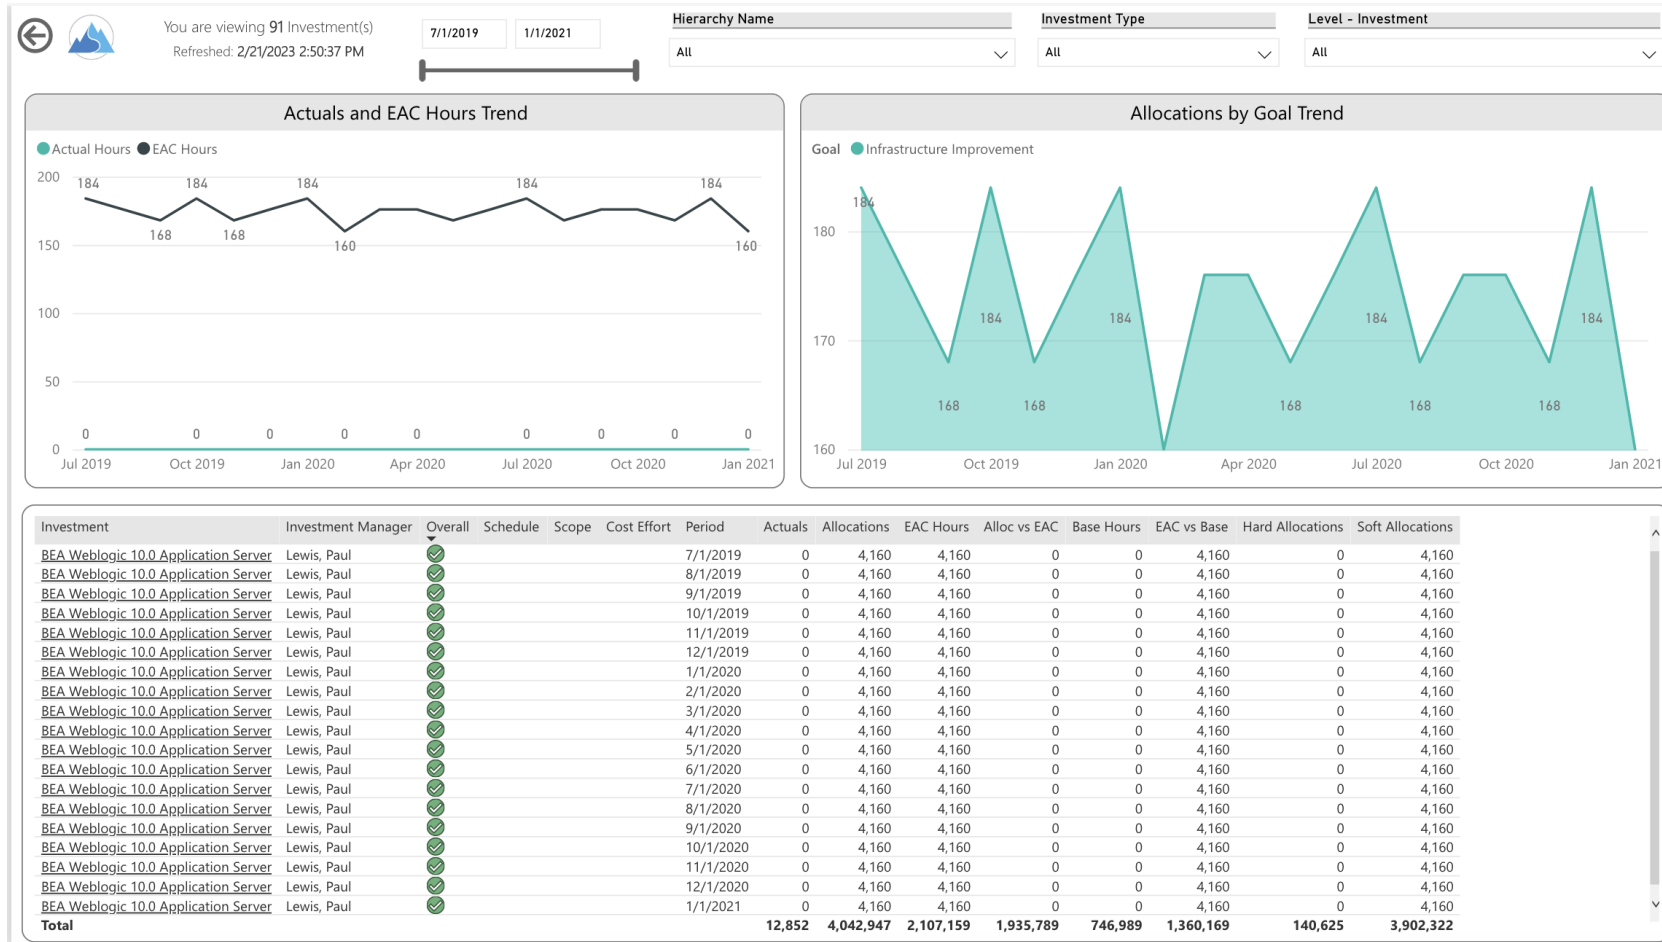 You are viewing 91 Investment(s)
Refreshed: 2/21/2023 2:50:37 PM
7/1/2019 1/1/2021
Hierarchy Name
All
Investment Type
All
Level - Investment
All
Actuals and EAC Hours Trend
Actual Hours EAC Hours
200
150
100
50
0
184 184 184 184 184
168 168 160 160
0 0 0 0 0 0 0 0 0
Jul 2019 Oct 2019 Jan 2020 Apr 2020 Jul 2020 Oct 2020 Jan 2021
Allocations by Goal Trend
Goal Infrastructure Improvement
180
170
160
184 184 184 184 184
168 168 168 168 168
Jul 2019 Oct 2019 Jan 2020 Apr 2020 Jul 2020 Oct 2020 Jan 2021
Investment Investment Manager Overall Schedule Scope Cost Effort Period Actuals Allocations EAC Hours Alloc vs EAC Base Hours EAC vs Base Hard Allocations Soft Allocations
BEA Weblogic 10.0 Application Server Lewis, Paul 7/1/2019 0 4,160 4,160 0 0 4,160 0 4,160
BEA Weblogic 10.0 Application Server Lewis, Paul 8/1/2019 0 4,160 4,160 0 0 4,160 0 4,160
BEA Weblogic 10.0 Application Server Lewis, Paul 9/1/2019 0 4,160 4,160 0 0 4,160 0 4,160
BEA Weblogic 10.0 Application Server Lewis, Paul 10/1/2019 0 4,160 4,160 0 0 4,160 0 4,160
BEA Weblogic 10.0 Application Server Lewis, Paul 11/1/2019 0 4,160 4,160 0 0 4,160 0 4,160
BEA Weblogic 10.0 Application Server Lewis, Paul 12/1/2019 0 4,160 4,160 0 0 4,160 0 4,160
BEA Weblogic 10.0 Application Server Lewis, Paul 1/1/2020 0 4,160 4,160 0 0 4,160 0 4,160
BEA Weblogic 10.0 Application Server Lewis, Paul 2/1/2020 0 4,160 4,160 0 0 4,160 0 4,160
BEA Weblogic 10.0 Application Server Lewis, Paul 3/1/2020 0 4,160 4,160 0 0 4,160 0 4,160
BEA Weblogic 10.0 Application Server Lewis, Paul 4/1/2020 0 4,160 4,160 0 0 4,160 0 4,160
BEA Weblogic 10.0 Application Server Lewis, Paul 5/1/2020 0 4,160 4,160 0 0 4,160 0 4,160
BEA Weblogic 10.0 Application Server Lewis, Paul 6/1/2020 0 4,160 4,160 0 0 4,160 0 4,160
BEA Weblogic 10.0 Application Server Lewis, Paul 7/1/2020 0 4,160 4,160 0 0 4,160 0 4,160
BEA Weblogic 10.0 Application Server Lewis, Paul 8/1/2020 0 4,160 4,160 0 0 4,160 0 4,160
BEA Weblogic 10.0 Application Server Lewis, Paul 9/1/2020 0 4,160 4,160 0 0 4,160 0 4,160
BEA Weblogic 10.0 Application Server Lewis, Paul 10/1/2020 0 4,160 4,160 0 0 4,160 0 4,160
BEA Weblogic 10.0 Application Server Lewis, Paul 11/1/2020 0 4,160 4,160 0 0 4,160 0 4,160
BEA Weblogic 10.0 Application Server Lewis, Paul 12/1/2020 0 4,160 4,160 0 0 4,160 0 4,160
BEA Weblogic 10.0 Application Server Lewis, Paul 1/1/2021 0 4,160 4,160 0 0 4,160 0 4,160
Total 12,852 4,042,947 2,107,159 1,935,789 746,989 1,360,169 140,625 3,902,322